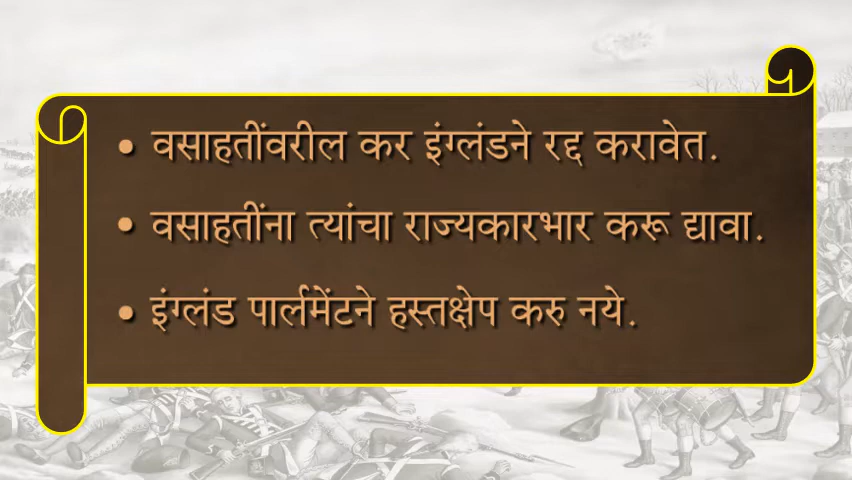 • वसाहतींवरील कर इंग्लंडने रद्द करावेत.
• वसाहतींना त्यांचा राज्यकारभार करू द्यावा.
• इंग्लंड पार्लमेंटने हस्तक्षेप करु नये.